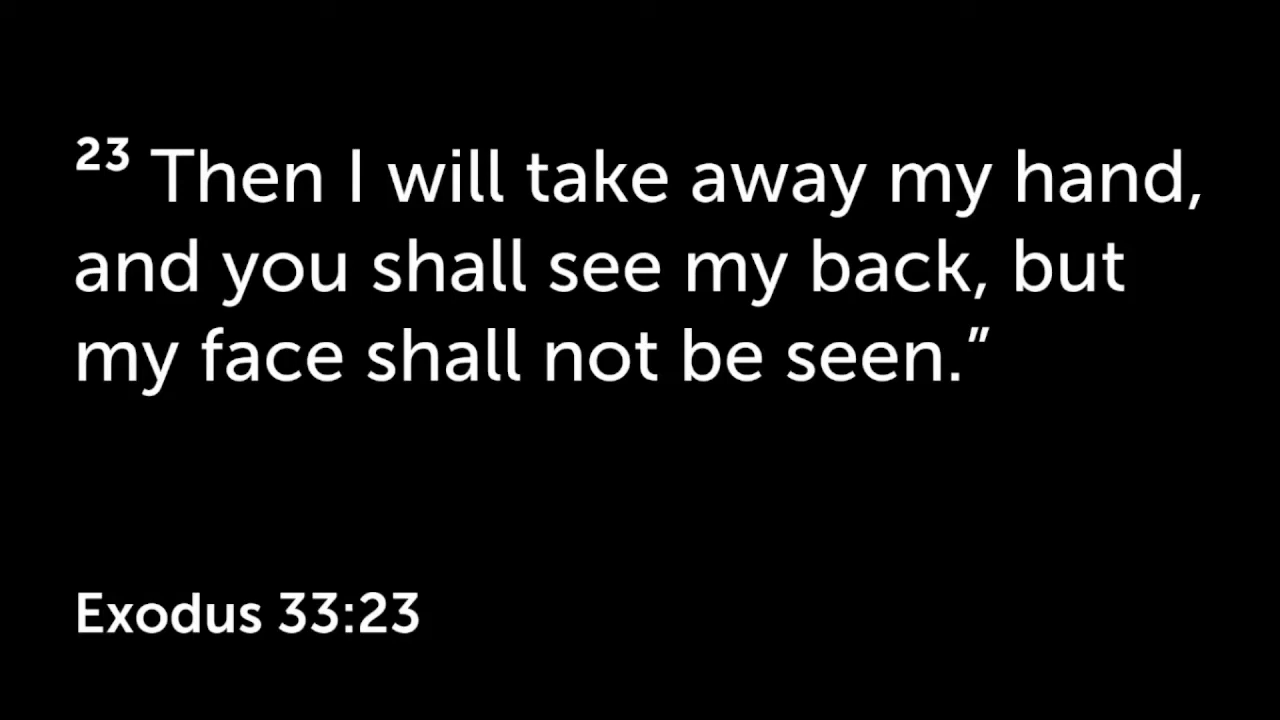 23 Then I will take away my hand,
and you shall see my back, but
my face shall not be seen.”
Exodus 33:23